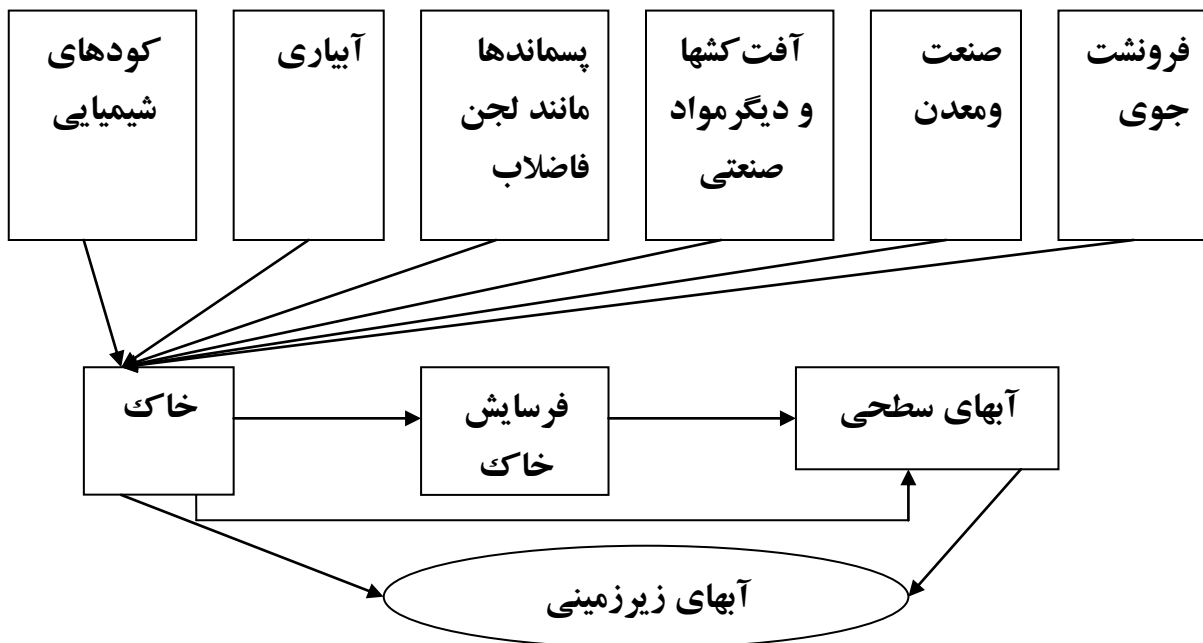 فرونشت
جوی
صنعت
ومعدن
آفت کشها
و دیگرمواد
صنعتی
پسماندها
مانند لجن
فاضلاب
آبیاری
کودهای
شیمیایی
خاک
فرسایش
خاک
آبهای سطحی
آبهای زیرزمینی